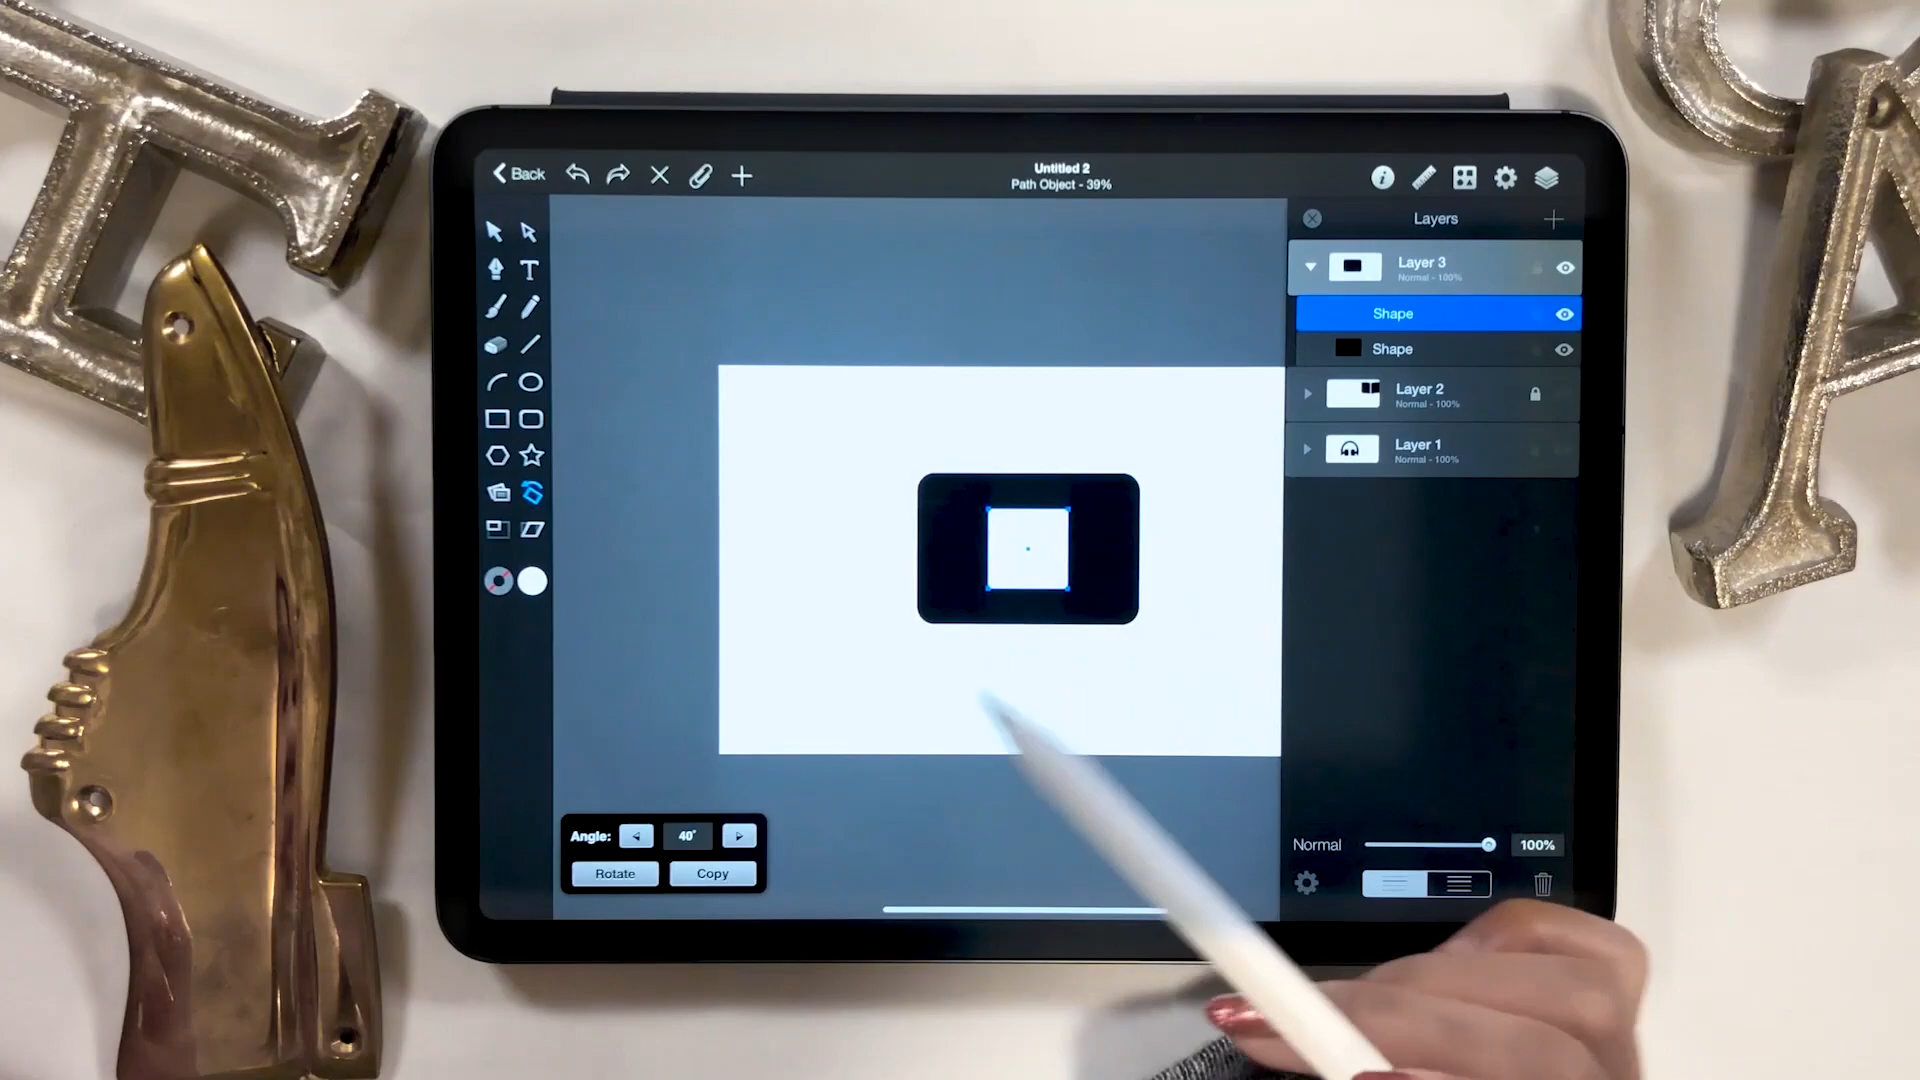 Back
Untitled 2
Path Object - 39%
T
Layers
Layer 3
Normal - 100%
Shape
Shape
Layer 2
Normal - 100%
Layer 1
Normal - 100%
Angle:
40°
Rotate
Copy
Normal
100%